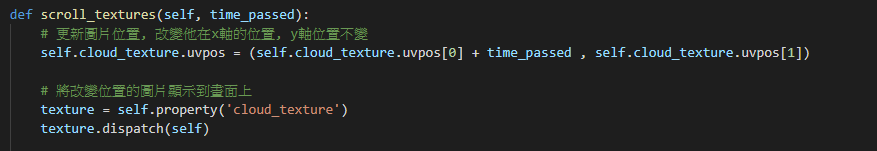 def scroll_textures(self, time_passed):
# 更新圖片位置, 改變他在x軸的位置, y軸位置不變
self.cloud_texture.uvpos = (self.cloud_texture.uvpos[0] + time_passed , self.cloud_texture.uvpos[1])
# 將改變位置的圖片顯示到畫面上
texture = self.property('cloud_texture')
texture.dispatch(self)